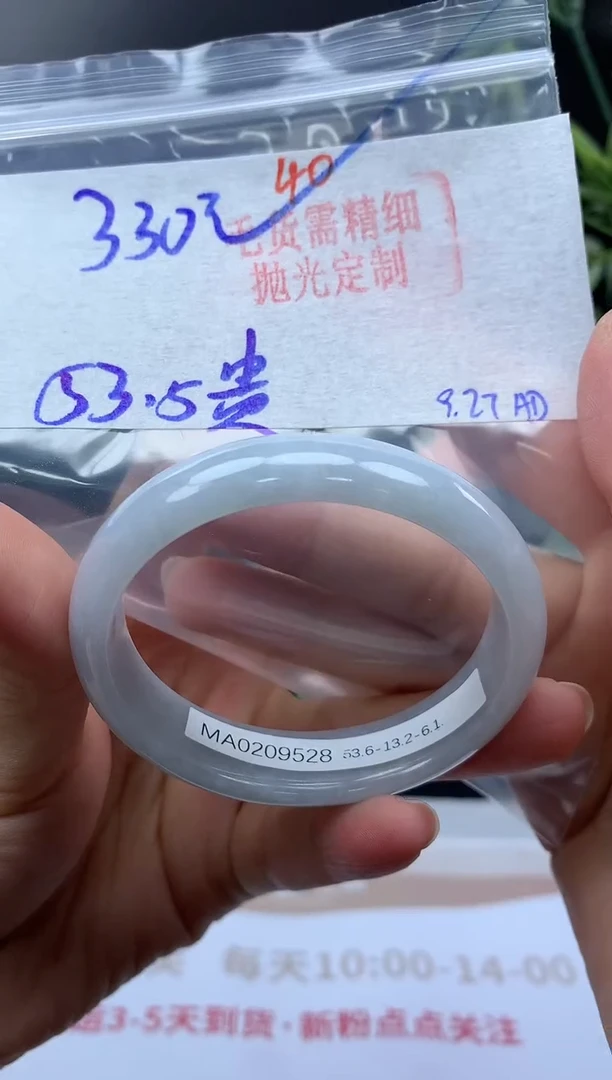 40
330元
毛货需精细
抛光定制
53.5贵
9.27 AD
MA0209528 53.6-13.2-6.1
每天10:00-14-00
3-5天到货·新粉点点关注